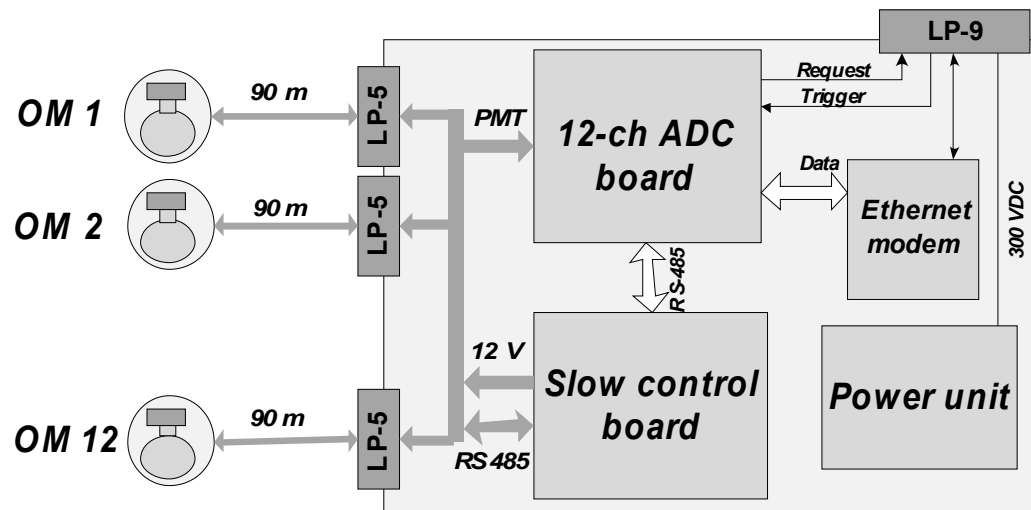 LP-9
OM 1
90 m
LP-5
PMT
12-ch ADC
board
Request
Trigger
Data
Ethernet
modem
300 VDC
OM 2
90 m
LP-5
RS-485
12 V
Slow control
board
Power unit
OM 12
90 m
LP-5
RS 485